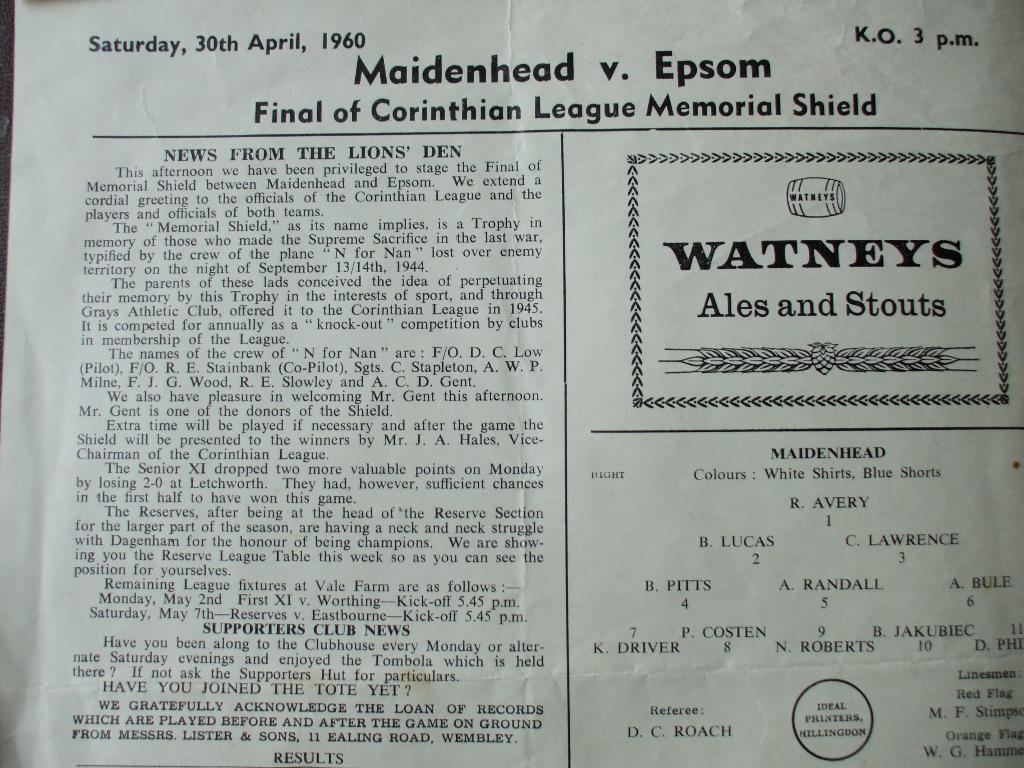 Saturday, 30th April, 1960
K.O. 3 p.m.
Maidenhead v. Epsom
Final of Corinthian League Memorial Shield
NEWS FROM THE LIONS' DEN
This afternoon we have been privileged to stage the Final of
Memorial Shield between Maidenhead and Epsom. We extend a
cordial greeting to the officials of the Corinthian League and the
players and officials of both teams.
The "Memorial Shield," as its name implies, is a Trophy in
memory of those who made the Supreme Sacrifice in the last war,
typified by the crew of the plane "N for Nan" lost over enemy
territory on the night of September 13/14th, 1944.
The parents of these lads conceived the idea of perpetuating
their memory by this Trophy in the interests of sport, and through
Grays Athletic Club, offered it to the Corinthian League in 1945.
It is competed for annually as a "knock-out" competition by clubs
in membership of the League.
The names of the crew of "N for Nan" are : F/O. D. C. Low
(Pilot), F/O. R. E. Stainbank (Co-Pilot), Sgts. C. Stapleton, A. W. P.
Milne, F. J. G. Wood, R. E. Slowley and A. C. D. Gent.
We also have pleasure in welcoming Mr. Gent this afternoon.
Mr. Gent is one of the donors of the Shield.
Extra time will be played if necessary and after the game the
Shield will be presented to the winners by Mr. J. A. Hales, Vice-
Chairman of the Corinthian League.
The Senior XI dropped two more valuable points on Monday
by losing 2-0 at Letchworth. They had, however, sufficient chances
in the first half to have won this game.
The Reserves, after being at the head of the Reserve Section
for the larger part of the season, are having a neck and neck struggle
with Dagenham for the honour of being champions. We are show-
ing you the Reserve League Table this week so as you can see the
position for yourselves.
Remaining League fixtures at Vale Farm are as follows :—
Monday, May 2nd First XI v. Worthing—Kick-off 5.45 p.m.
Saturday, May 7th—Reserves v. Eastbourne—Kick-off 5.45 p.m.
SUPPORTERS CLUB NEWS
Have you been along to the Clubhouse every Monday or alter-
nate Saturday evenings and enjoyed the Tombola which is held
there ? If not ask the Supporters Hut for particulars.
HAVE YOU JOINED THE TOTE YET ?
WE GRATEFULLY ACKNOWLEDGE THE LOAN OF RECORDS
WHICH ARE PLAYED BEFORE AND AFTER THE GAME ON GROUND
FROM MESSRS. LISTER & SONS, 11 EALING ROAD, WEMBLEY.
RESULTS
WATNEYS
WATNEYS
Ales and Stouts
MAIDENHEAD
RIGHT Colours : White Shirts, Blue Shorts
R. AVERY
1
B. LUCAS C. LAWRENCE
2 3
B. PITTS A. RANDALL A. BULE
4 5 6
7 P. COSTEN 9 B. JAKUBIEC 11
K. DRIVER 8 N. ROBERTS 10 D. PHI
Referee:
D. C. ROACH
IDEAL
PRINTERS,
HILLINGDON
Linesmen:
Red Flag
M. F. Stimps
Orange Flag
W. G. Hamme